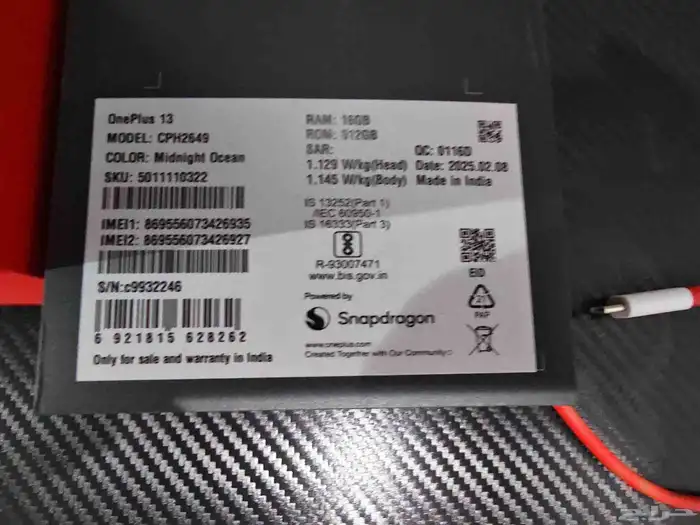 OnePlus 13
MODEL: CPH2649
COLOR: Midnight Ocean
SKU: 5011110322
IMEI1: 869556073426935
IMEI2: 869556073426927
S/N:c9932246
6 921815 628262
Only for sale and warranty in India
RAM: 16GB
ROM: 512GB
SAR:
1.129 W/kg(Head)
1.145 W/kg(Body)
QC: 01160
Date: 2025.02.08
Made in India
IS 13252(Part 1)
/IEC 60950-1
IS 16333(Part 3)
R-93007471
www.bis.gov.in
EID
21
PAP
Powered by
Snapdragon
www.oneplus.com
Created Together with Our Community
حراج